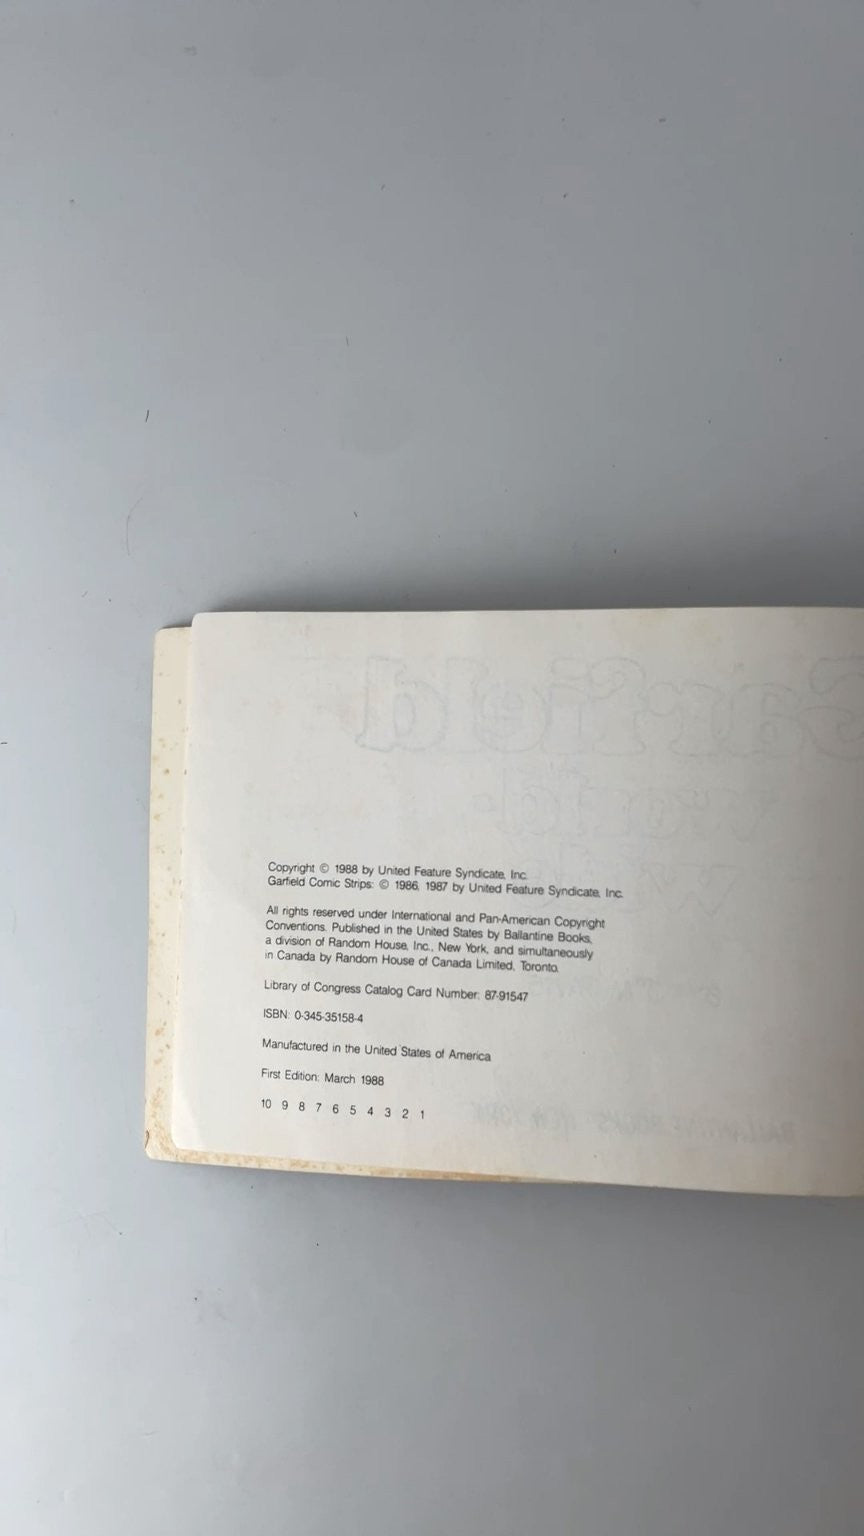 Copyright © 1988 by United Feature Syndicate, Inc.
Garfield Comic Strips: © 1986, 1987 by United Feature Syndicate, Inc.
All rights reserved under International and Pan-American Copyright
Conventions. Published in the United States by Ballantine Books,
a division of Random House, Inc., New York, and simultaneously
in Canada by Random House of Canada Limited, Toronto.
Library of Congress Catalog Card Number: 87-91547
ISBN: 0-345-35158-4
Manufactured in the United States of America
First Edition: March 1988
10 9 8 7 6 5 4 3 2 1